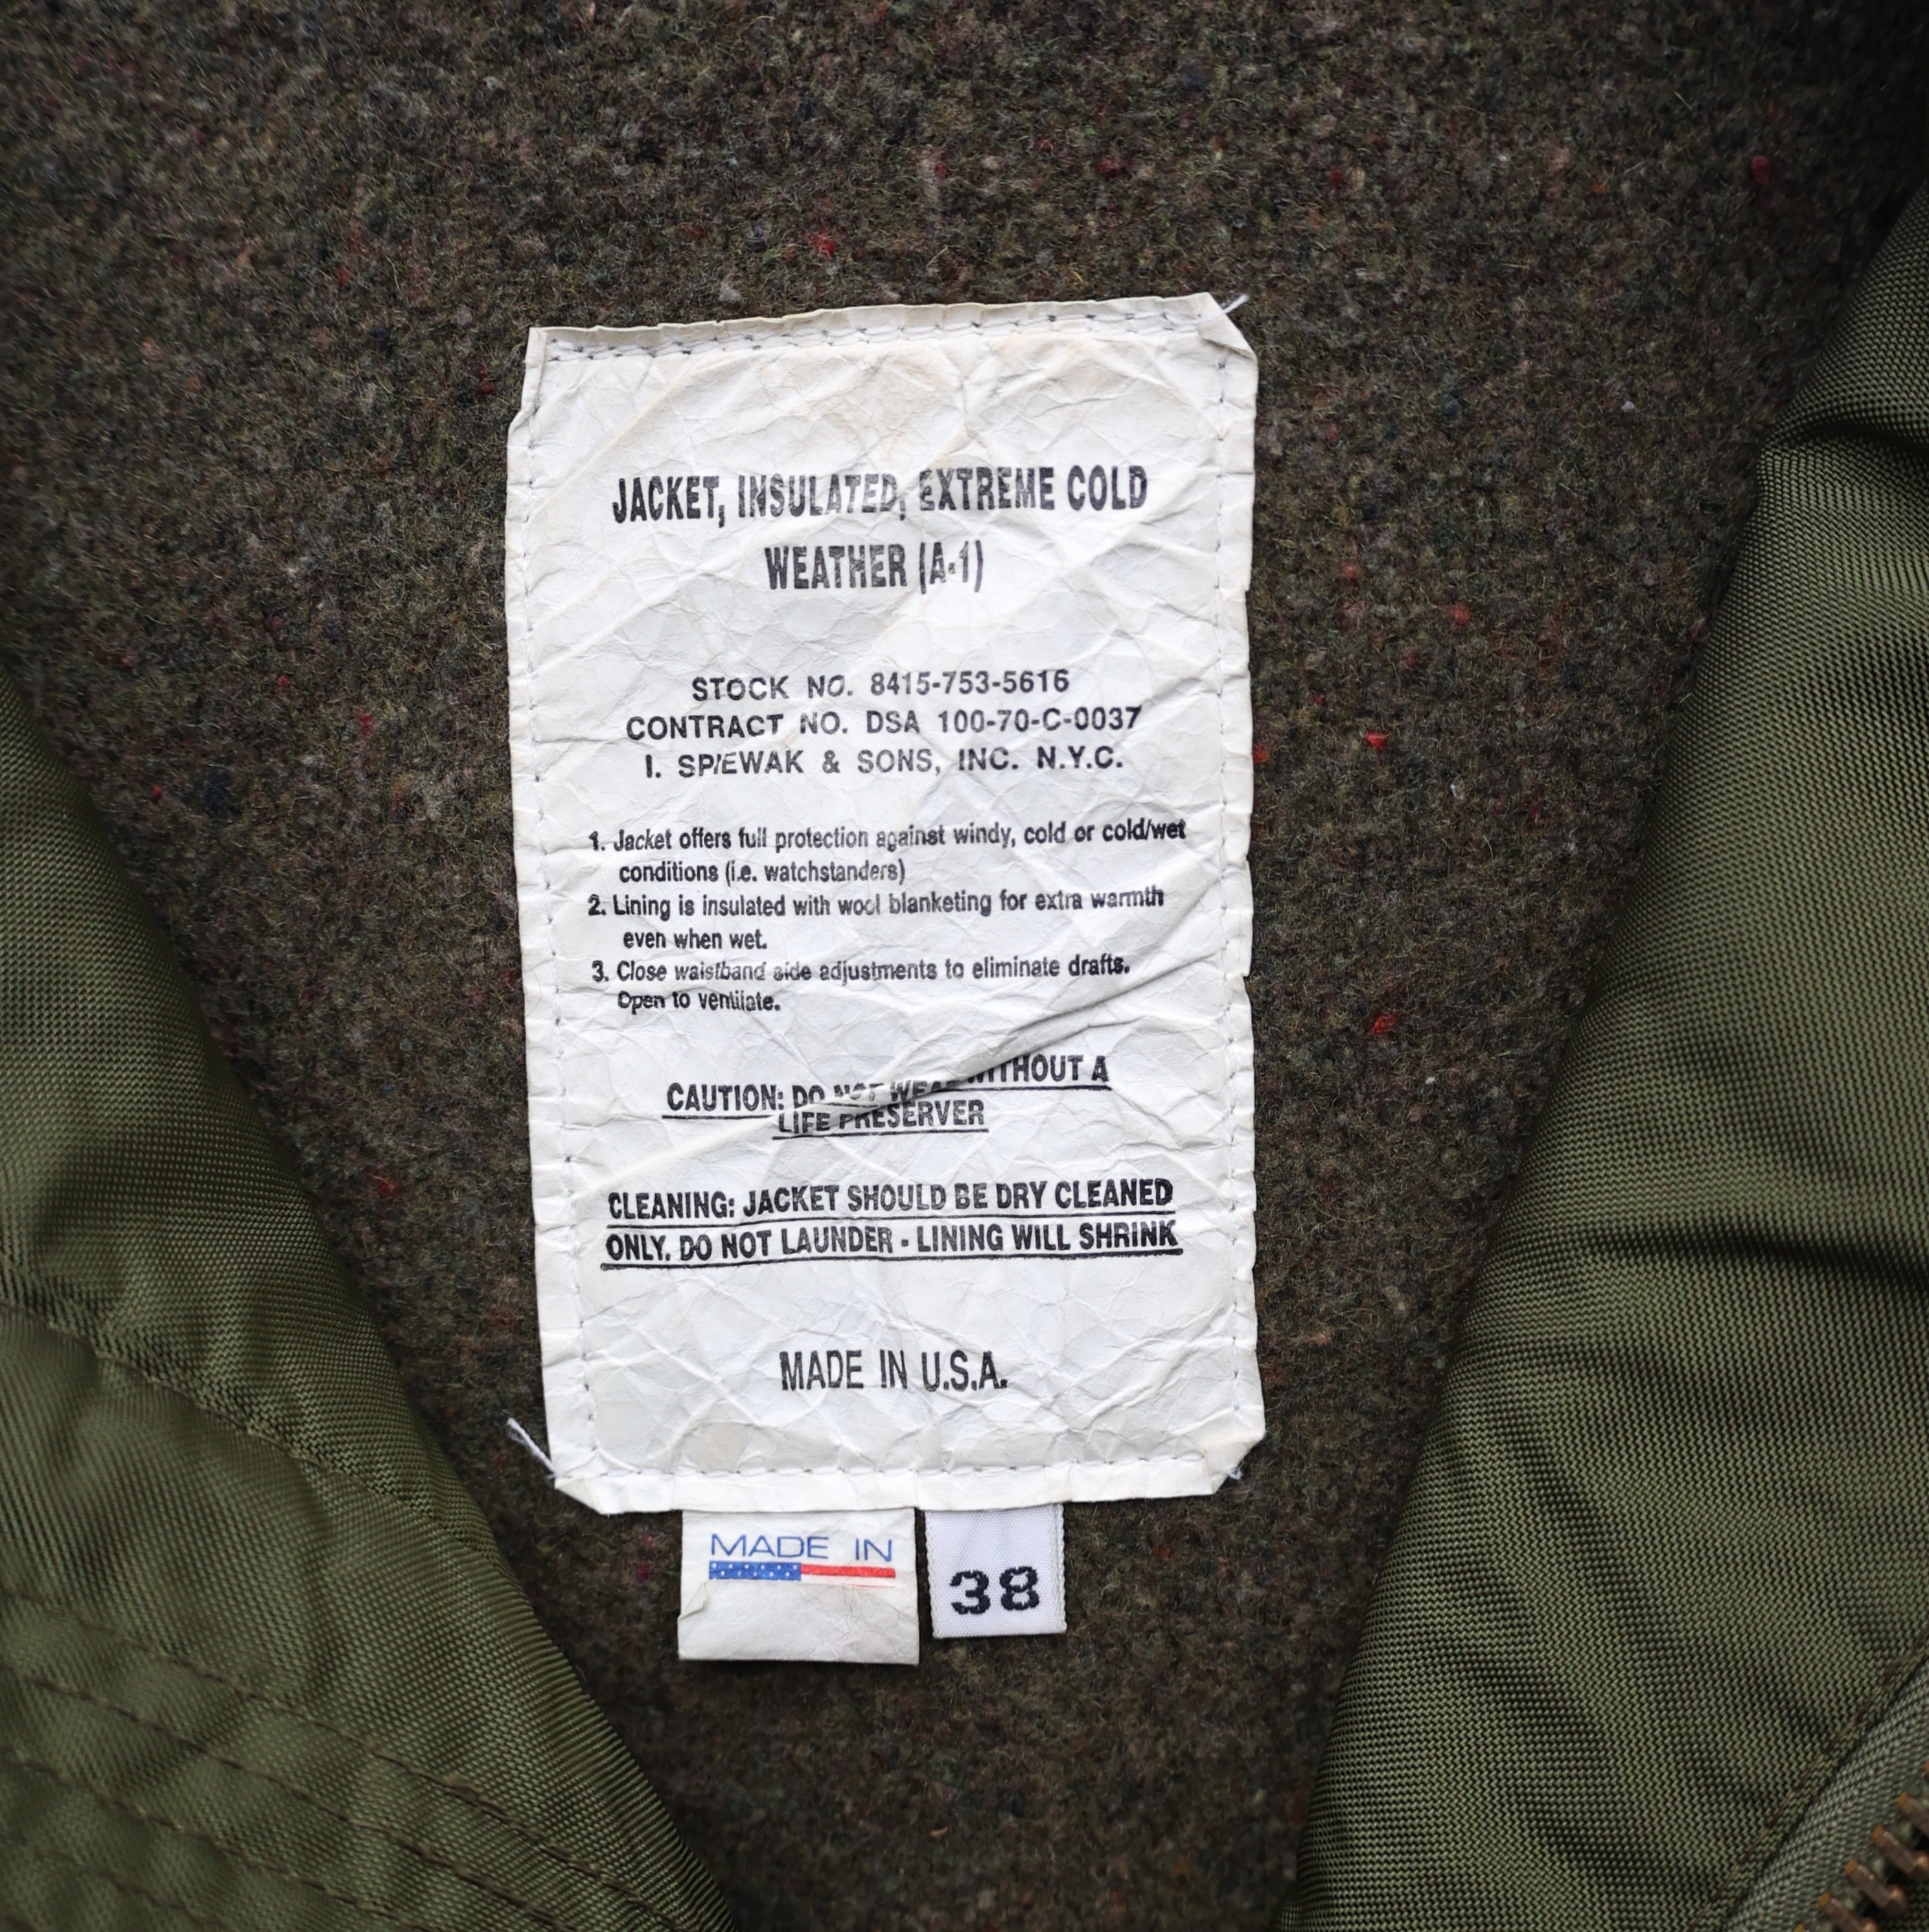 JACKET, INSULATED, EXTREME COLD
WEATHER (A-1)
STOCK NO. 8415-753-5616
CONTRACT NO. DSA 100-70-C-0037
I. SPIEWAK & SONS, INC. N.Y.C.
1. Jacket offers full protection against windy, cold or cold/wet
conditions (i.e. watchstanders)
2. Lining is insulated with wool blanketing for extra warmth
even when wet.
3. Close waistband side adjustments to eliminate drafts.
Open to ventilate.
CAUTION: DO NOT WEAR WITHOUT A
LIFE PRESERVER
CLEANING: JACKET SHOULD BE DRY CLEANED
ONLY. DO NOT LAUNDER - LINING WILL SHRINK
MADE IN U.S.A.
MADE IN
38